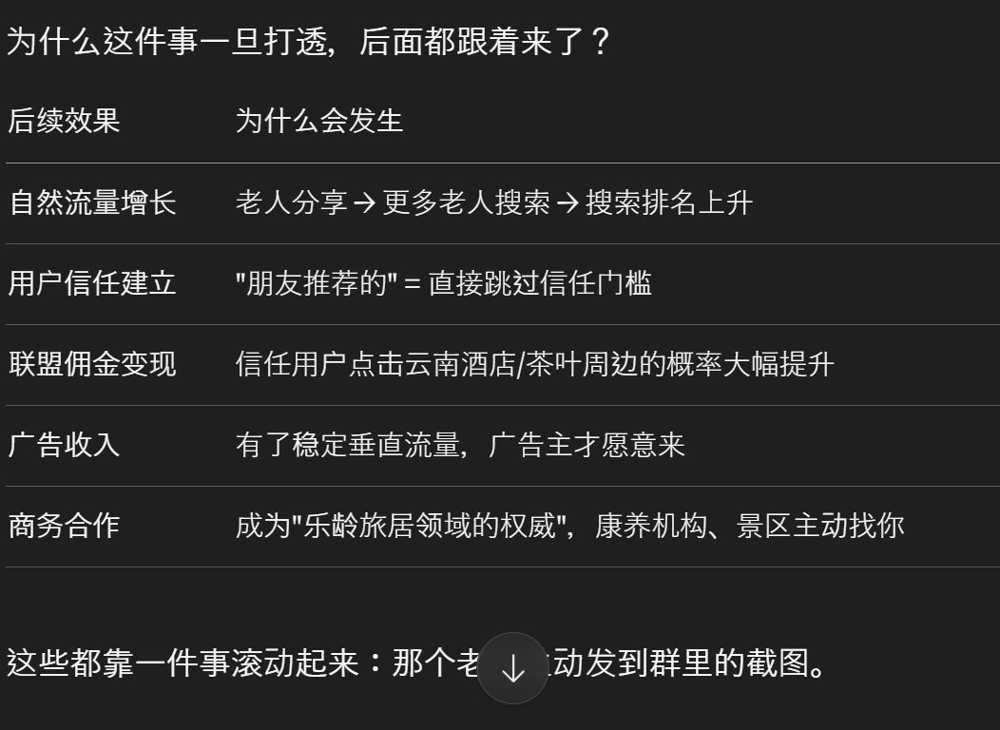 为什么这件事一旦打透，后面都跟着来了？
后续效果 为什么会发生
自然流量增长 老人分享→更多老人搜索→搜索排名上升
用户信任建立 "朋友推荐的" = 直接跳过信任门槛
联盟佣金变现 信任用户点击云南酒店/茶叶周边的概率大幅提升
广告收入 有了稳定垂直流量，广告主才愿意来
商务合作 成为"乐龄旅居领域的权威"，康养机构、景区主动找你
这些都靠一件事滚动起来：那个老 动发到群里的截图。